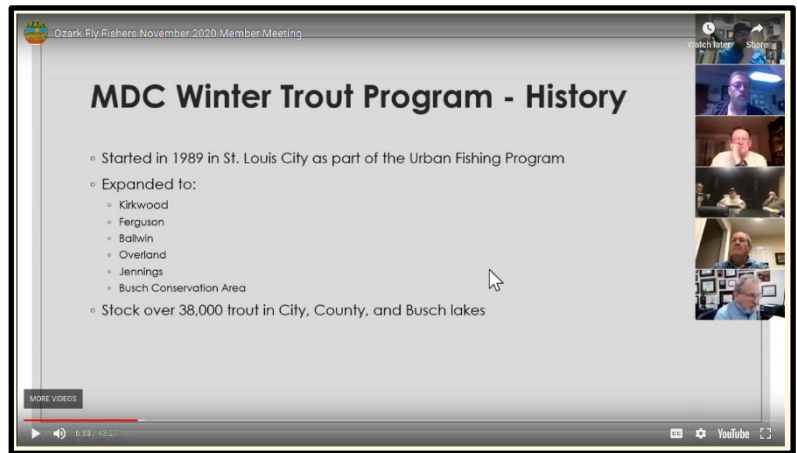 Ozark Fly Fishers November 2020 Member Meeting
Watch later Share
MDC Winter Trout Program - History
Started in 1989 in St. Louis City as part of the Urban Fishing Program
Expanded to:
Kirkwood
Ferguson
Ballwin
Overland
Jennings
Busch Conservation Area
Stock over 38,000 trout in City, County, and Busch lakes
MORE VIDEOS
6:33 / 43:27
CC YouTube